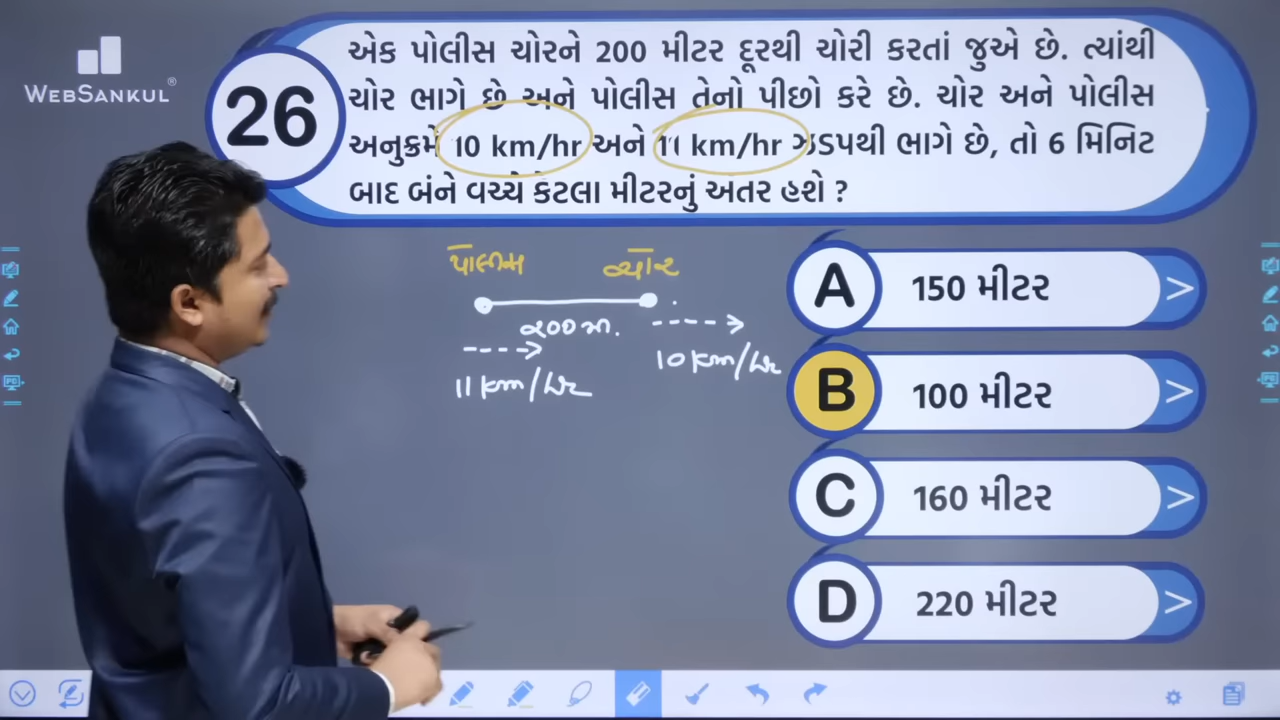 WEBSANKUL®
26
એક પોલીસ ચોરને 200 મીટર દૂરથી ચોરી કરતાં જુએ છે. ત્યાંથી
ચોર ભાગે છે અને પોલીસ તેનો પીછો કરે છે. ચોર અને પોલીસ
અનુક્રમે 10 km/hr અને 11 km/hr ઝડપથી ભાગે છે, તો 6 મિનિટ
બાદ બંને વચ્ચે કેટલા મીટરનું અતર હશે ?
પોલીસ ચોર
૨૦૦મી.
11 km/hr
10 km/hr
A 150 મીટર >
B 100 મીટર >
C 160 મીટર >
D 220 મીટર >